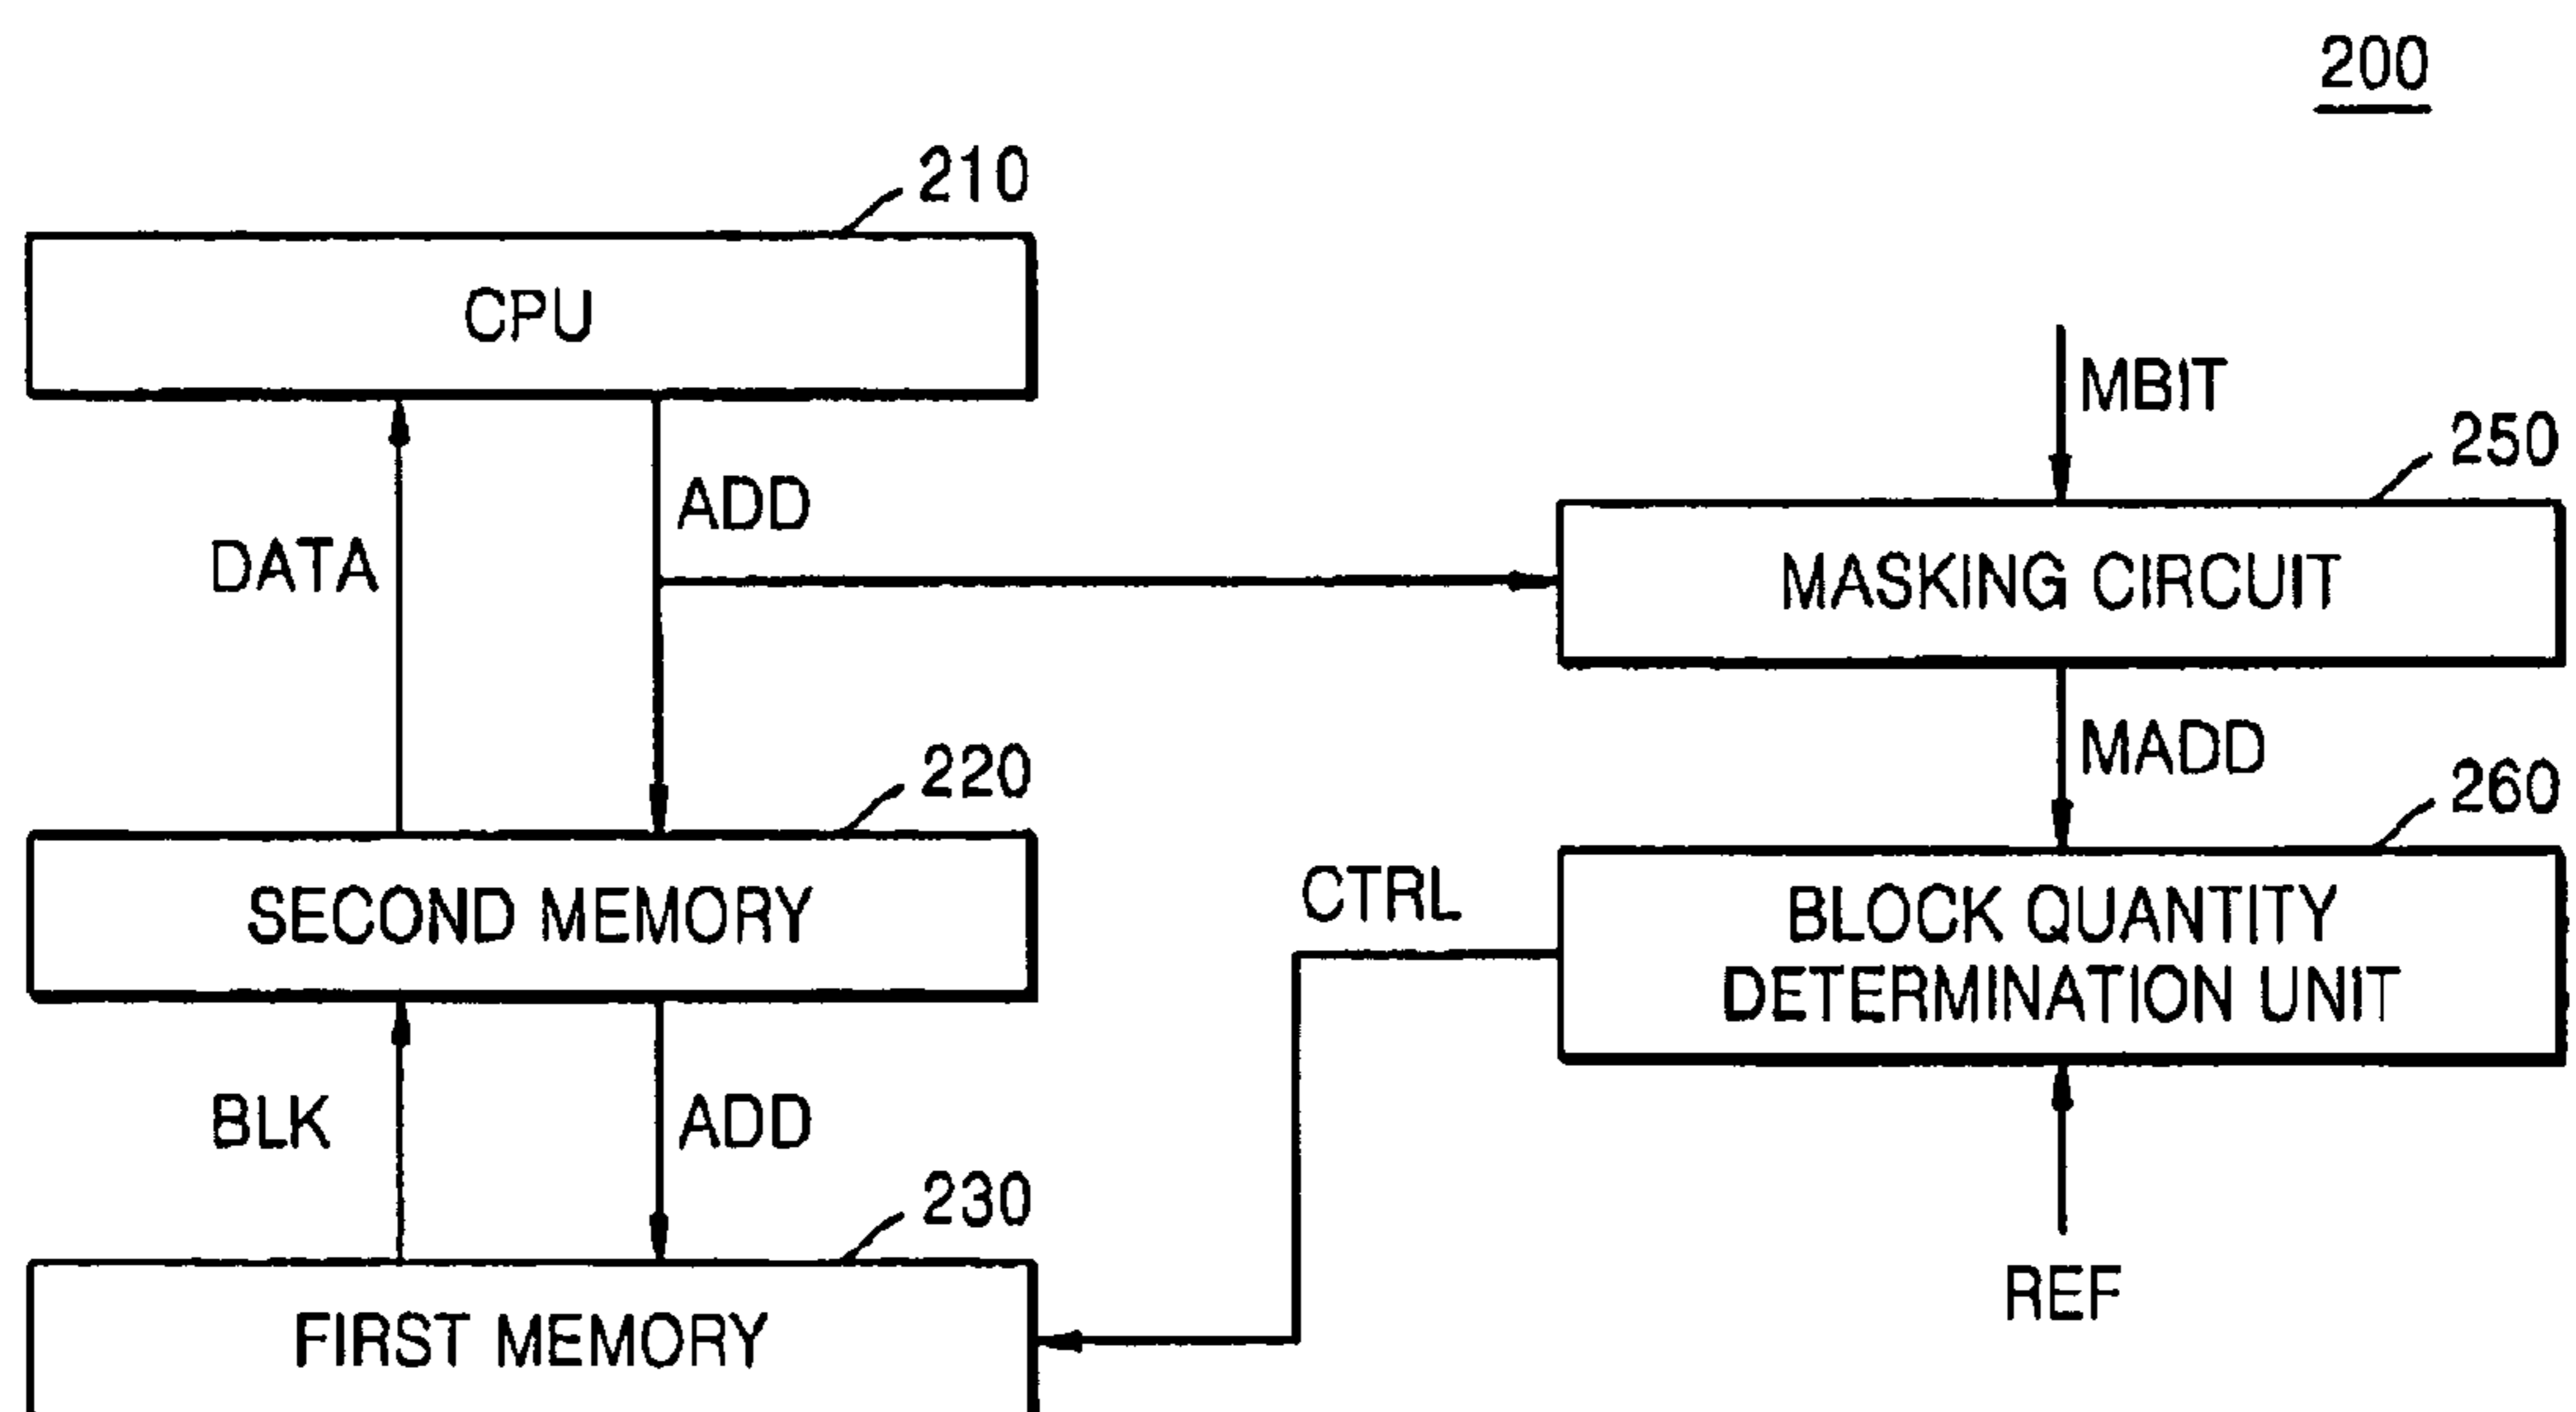 200
210
CPU
MBIT
250
ADD
DATA
MASKING CIRCUIT
MADD
220
260
SECOND MEMORY
CTRL
BLOCK QUANTITY
DETERMINATION UNIT
BLK
ADD
230
REF
FIRST MEMORY